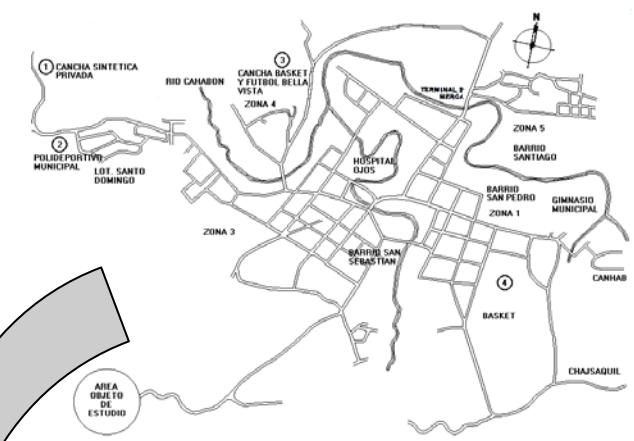 N
1 CANCHA SINTETICA
PRIVADA
3
CANCHA BASKET
Y FUTBOL BELLA
VISTA
RIO CAHABON
ZONA 4
TERMINAL Y
MERCA
ZONA 5
BARRIO
SANTIAGO
2
POLIDEPORTIVO
MUNICIPAL
LOT. SANTO
DOMINGO
HOSPITAL
OJOS
BARRIO
SAN PEDRO
ZONA 1
GIMNASIO
MUNICIPAL
ZONA 3
BARRIO SAN
SEBASTIAN
CANHAB
4
BASKET
CHAJSAQUIL
AREA
OBJETO
DE
ESTUDIO